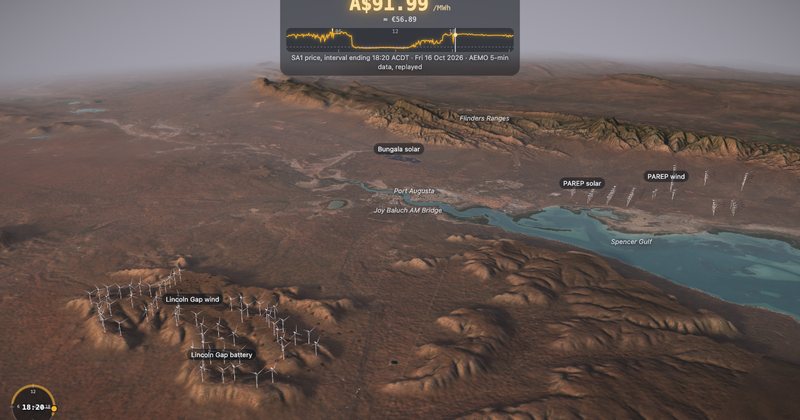 A$91.99 /MWh
= €56.89
12
SA1 price, interval ending 18:20 ACDT · Fri 16 Oct 2026 · AEMO 5-min
data, replayed
Flinders Ranges
Bungala solar
PAREP solar
PAREP wind
Port Augusta
Joy Baluch AM Bridge
Spencer Gulf
Lincoln Gap wind
Lincoln Gap battery
12
6 18:20 18